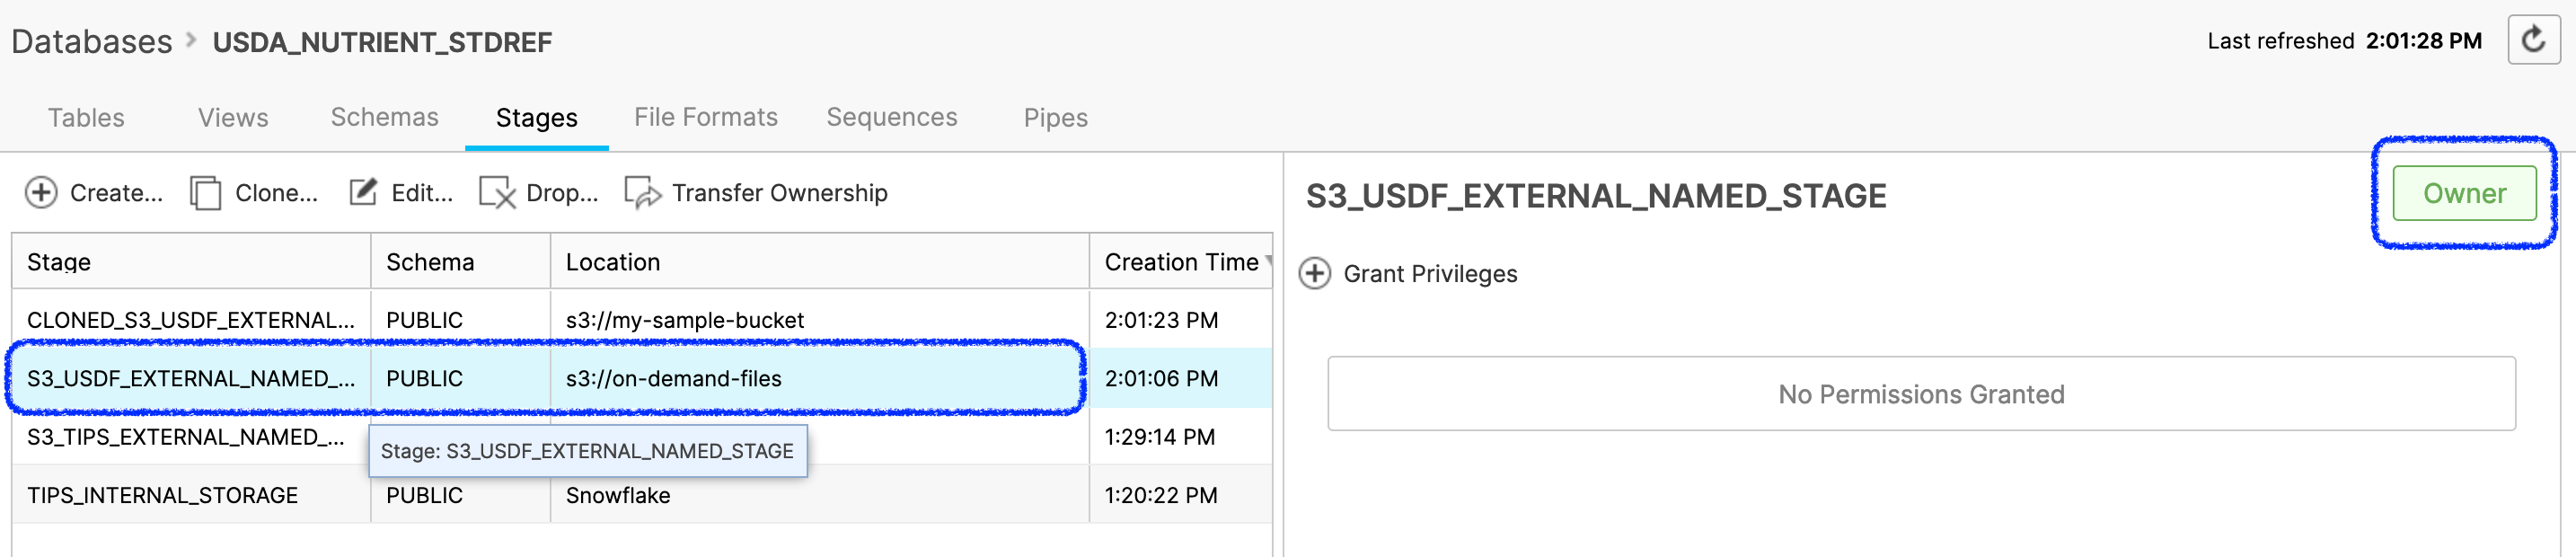 Databases > USDA_NUTRIENT_STDREF
Last refreshed 2:01:28 PM
Tables Views Schemas Stages File Formats Sequences Pipes
Create... Clone... Edit... Drop... Transfer Ownership
Stage Schema Location Creation Time
CLONED_S3_USDF_EXTERNAL... PUBLIC s3://my-sample-bucket 2:01:23 PM
S3_USDF_EXTERNAL_NAMED_... PUBLIC s3://on-demand-files 2:01:06 PM
S3_TIPS_EXTERNAL_NAMED_... 1:29:14 PM
Stage: S3_USDF_EXTERNAL_NAMED_STAGE
TIPS_INTERNAL_STORAGE PUBLIC Snowflake 1:20:22 PM
S3_USDF_EXTERNAL_NAMED_STAGE Owner
Grant Privileges
No Permissions Granted